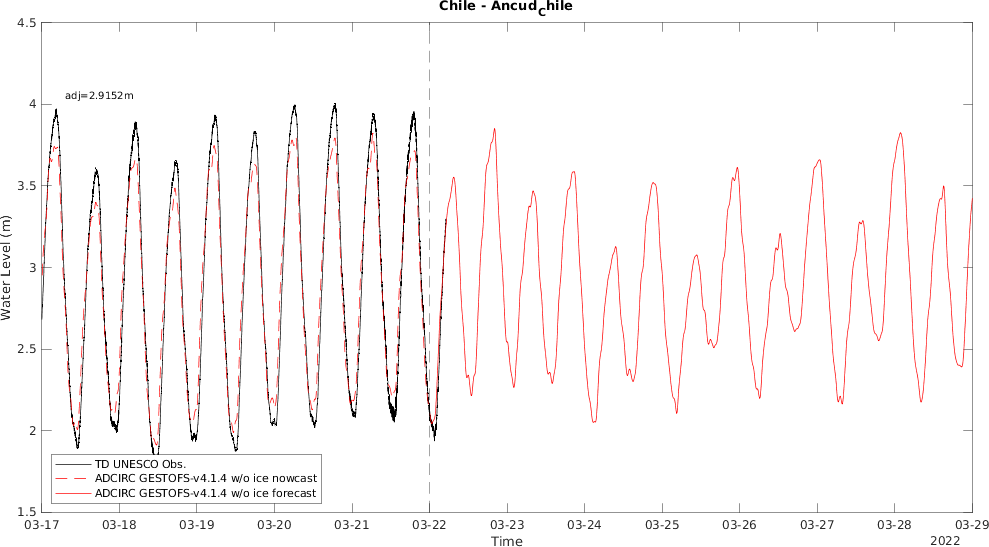 Chile - Ancud_Chile
4.5
adj=2.9152m
4
3.5
3
2.5
2
1.5
Water Level (m)
TD UNESCO Obs.
ADCIRC GESTOFS-v4.1.4 w/o ice nowcast
ADCIRC GESTOFS-v4.1.4 w/o ice forecast
03-17 03-18 03-19 03-20 03-21 03-22 03-23 03-24 03-25 03-26 03-27 03-28 03-29
Time
2022